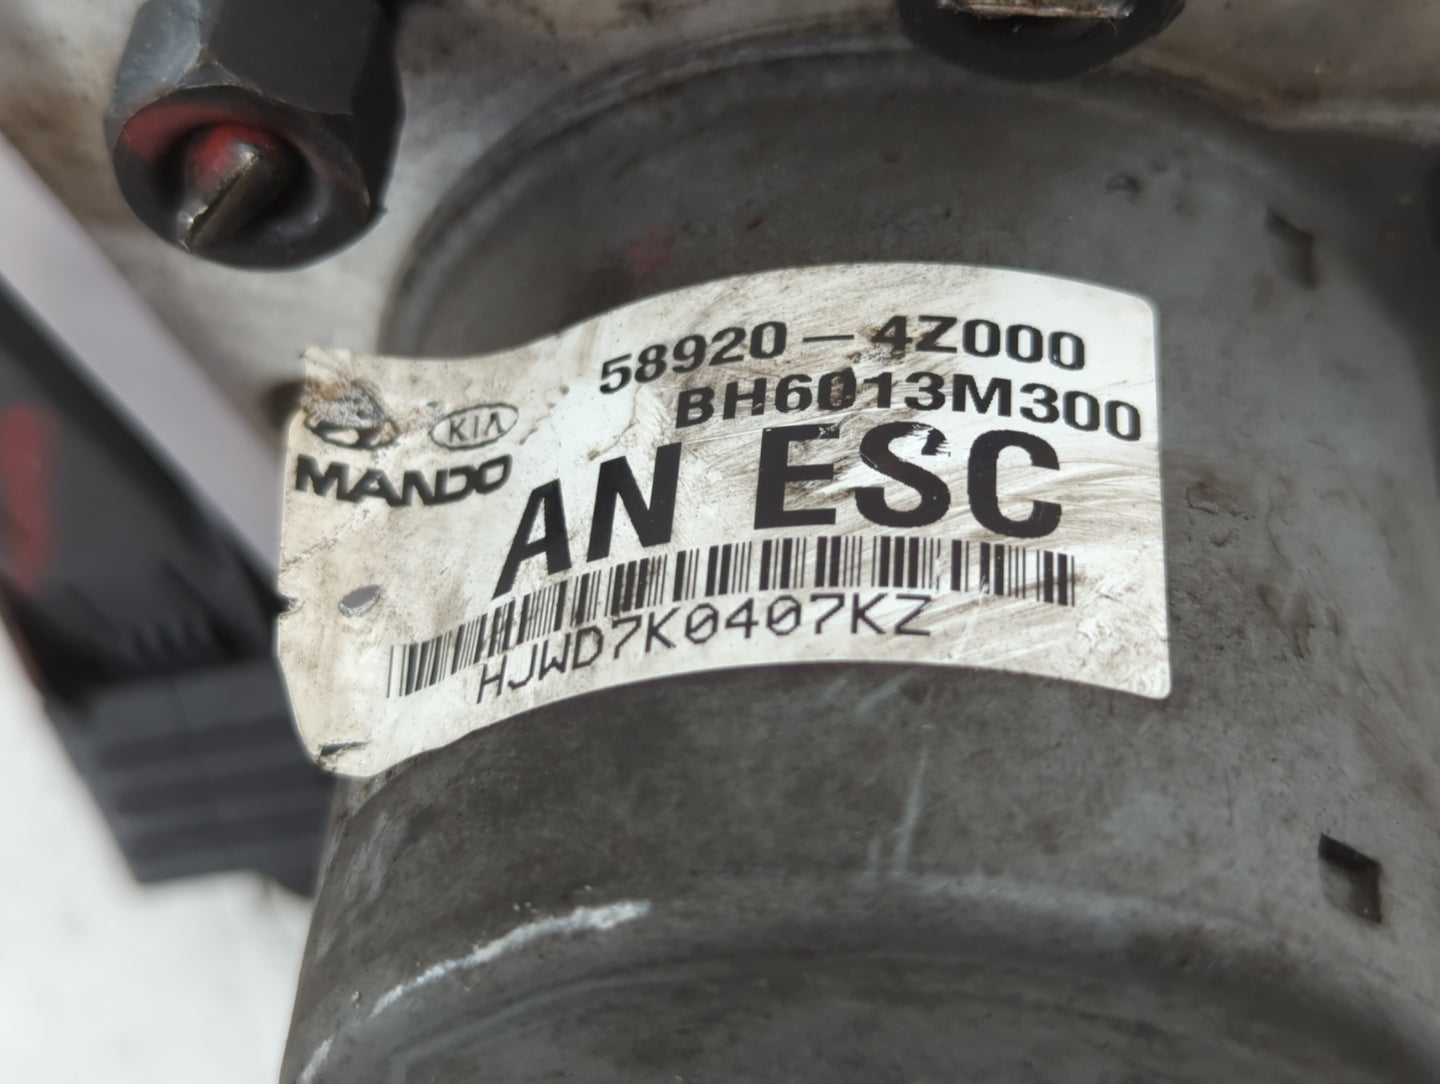 58920-4Z000
BH6013M300
KIA
MANDO
AN ESC
HJWD7K0407KZ